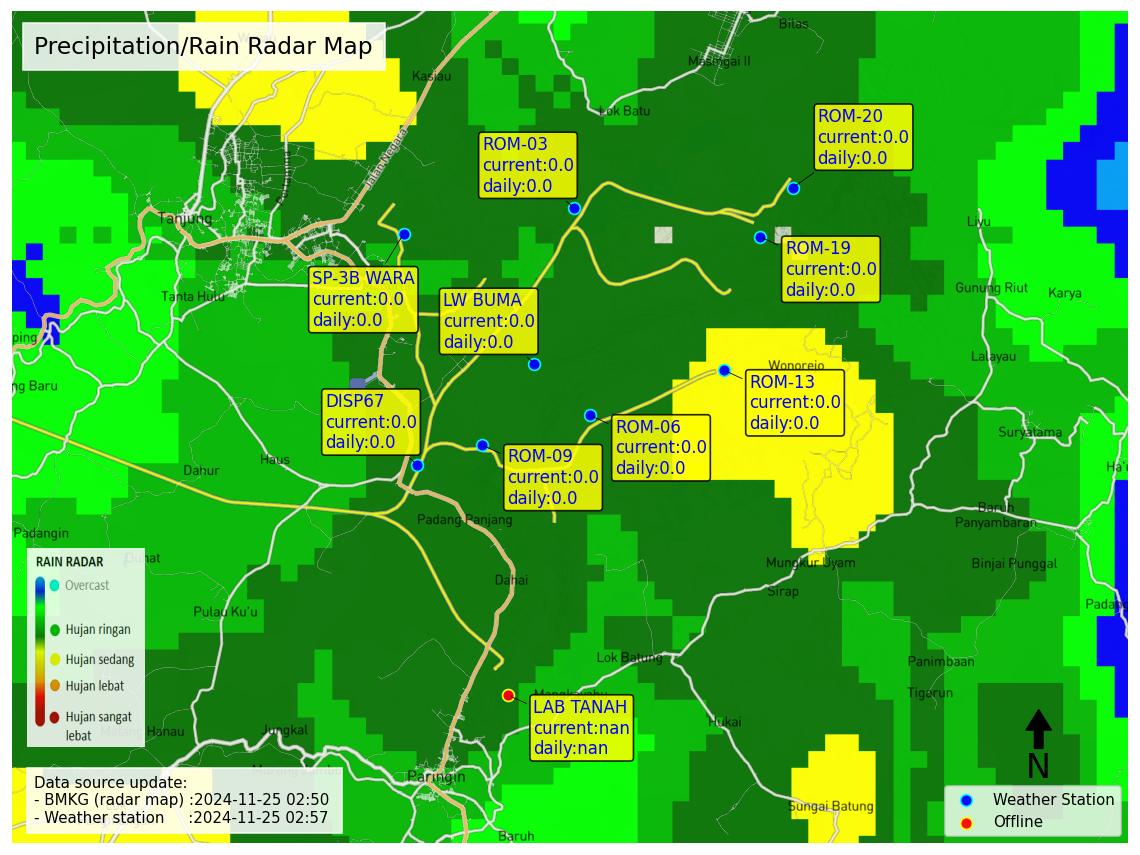 Precipitation/Rain Radar Map
Bilas
Masingai II
Kasiau
Lok Batu
Jalan Negara
Tanjung
Tanta Hulu
ping
ng Baru
ROM-03
current:0.0
daily:0.0
ROM-20
current:0.0
daily:0.0
ROM-19
current:0.0
daily:0.0
SP-3B WARA
current:0.0
daily:0.0
LW BUMA
current:0.0
daily:0.0
Liyu
Gunung Riut
Karya
Lalayau
Wonorejo
ROM-13
current:0.0
daily:0.0
DISP67
current:0.0
daily:0.0
ROM-06
current:0.0
daily:0.0
ROM-09
current:0.0
daily:0.0
Suryatama
Haus
Dahur
Padang Panjang
Baruh
Panyambaran
Padangin
Mungkur Uyam
Binjai Punggal
Dahai
Sirap
Padang
Pulau Ku'u
RAIN RADAR
Overcast
Hujan ringan
Hujan sedang
Hujan lebat
Hujan sangat
lebat
Lok Batung
Panimbaan
Tigarun
LAB TANAH
current:nan
daily:nan
Hukai
Jungkal
Hanau
Paringin
Sungai Batung
Baruh
Data source update:
- BMKG (radar map) :2024-11-25 02:50
- Weather station :2024-11-25 02:57
N
Weather Station
Offline